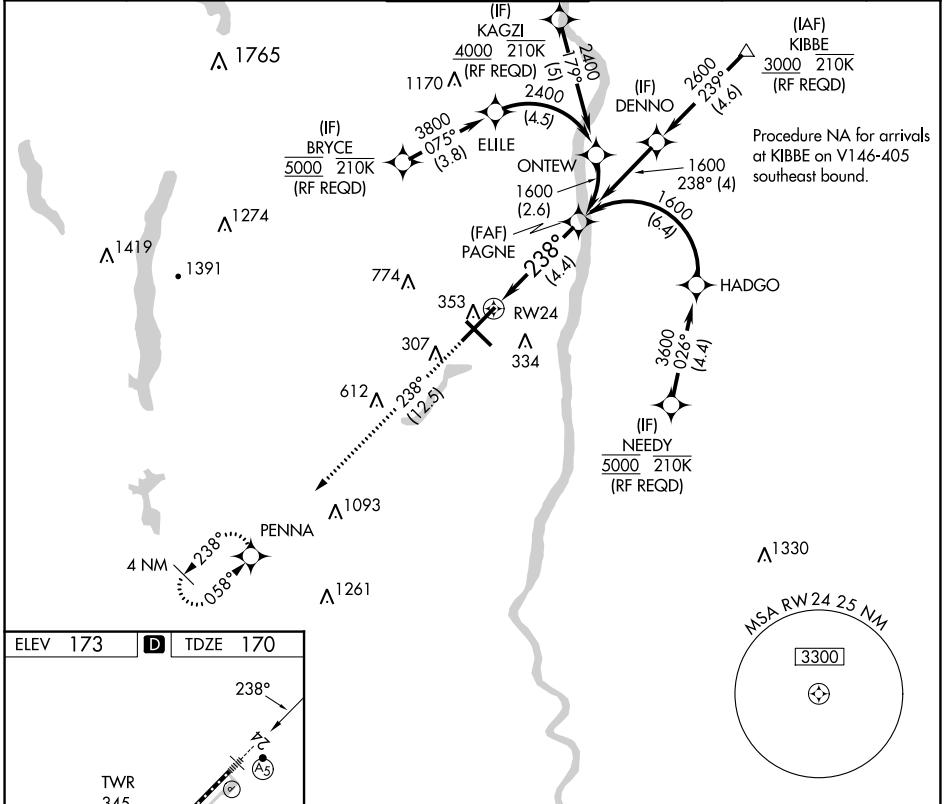 (IF)
KAGZI
4000 210K
(RF REQD)
2400
179°
(5)
(IAF)
KIBBE
3000 210K
(RF REQD)
2600
239°
(4.6)
1765
1170
2400
(4.5)
(IF)
DENNO
(IF)
BRYCE
5000 210K
(RF REQD)
3800
075°
(3.8)
ELILE
Procedure NA for arrivals
at KIBBE on V146-405
southeast bound.
ONTEW
1600
238° (4)
1600
(2.6)
1600
(6.4)
1274
(FAF)
PAGNE
1419
1391
238°
(4.4)
774
HADGO
353
RW24
307
334
3600
026°
(4.4)
612
238°
(12.5)
(IF)
NEEDY
5000 210K
(RF REQD)
1093
PENNA
4 NM
238°
058°
1330
1261
MSA RW24 25 NM
3300
ELEV 173 D TDZE 170
238°
24
A5
P
TWR
345